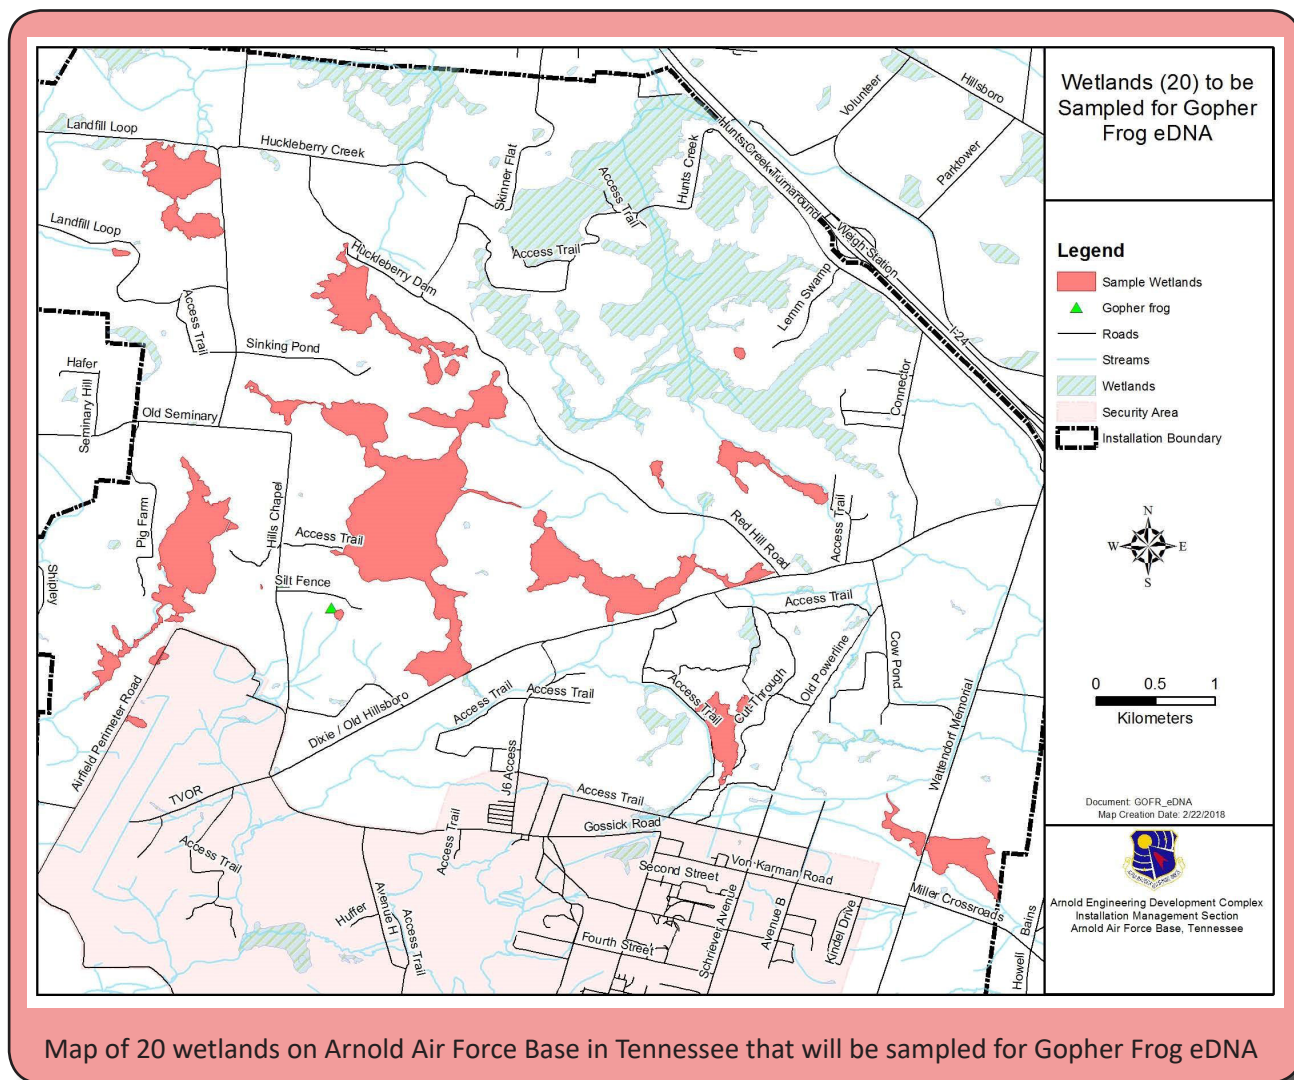 Wetlands (20) to be
Sampled for Gopher
Frog eDNA
Legend
Sample Wetlands
Gopher frog
Roads
Streams
Wetlands
Security Area
Installation Boundary
N
W
E
S
0
0.5
1
Kilometers
Document: GOFR_eDNA
Map Creation Date: 2/22/2018
Arnold Engineering Development Complex
Installation Management Section
Arnold Air Force Base, Tennessee
Landfill Loop
Huckleberry Creek
Skinner Flat
Access Trail
Hunts Creek
Hunts Creek Turnaround
Volunteer
Hillsboro
Parktower
Weigh Station
I-24
Landfill Loop
Huckleberry Dam
Access Trail
Lemm Swamp
Access Trail
Sinking Pond
Hafer
Seminary Hill
Old Seminary
Connector
Pig Farm
Hills Chapel
Access Trail
Silt Fence
Shipley
Red Hill Road
Access Trail
Access Trail
Cow Pond
Old Powerline
Cut-Through
Access Trail
Wattendorf Memorial
Airfield Perimeter Road
Dixie / Old Hillsboro
Access Trail
Access Trail
J6 Access
TVOR
Access Trail
Access Trail
Access Trail
Gossick Road
Von Karman Road
Second Street
Schriever Avenue
Avenue B
Kindel Drive
Miller Crossroads
Howell
Bains
Huffer
Avenue H
Access Trail
Fourth Street
Map of 20 wetlands on Arnold Air Force Base in Tennessee that will be sampled for Gopher Frog eDNA